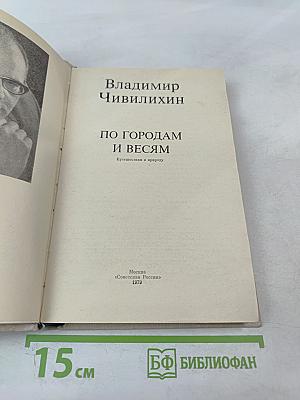 Владимир
Чивилихин
ПО ГОРОДАМ
И ВЕСЯМ
Путешествия в природу
Москва
«Советская Россия»
1979
15 см
БФ БИБЛИОФАН